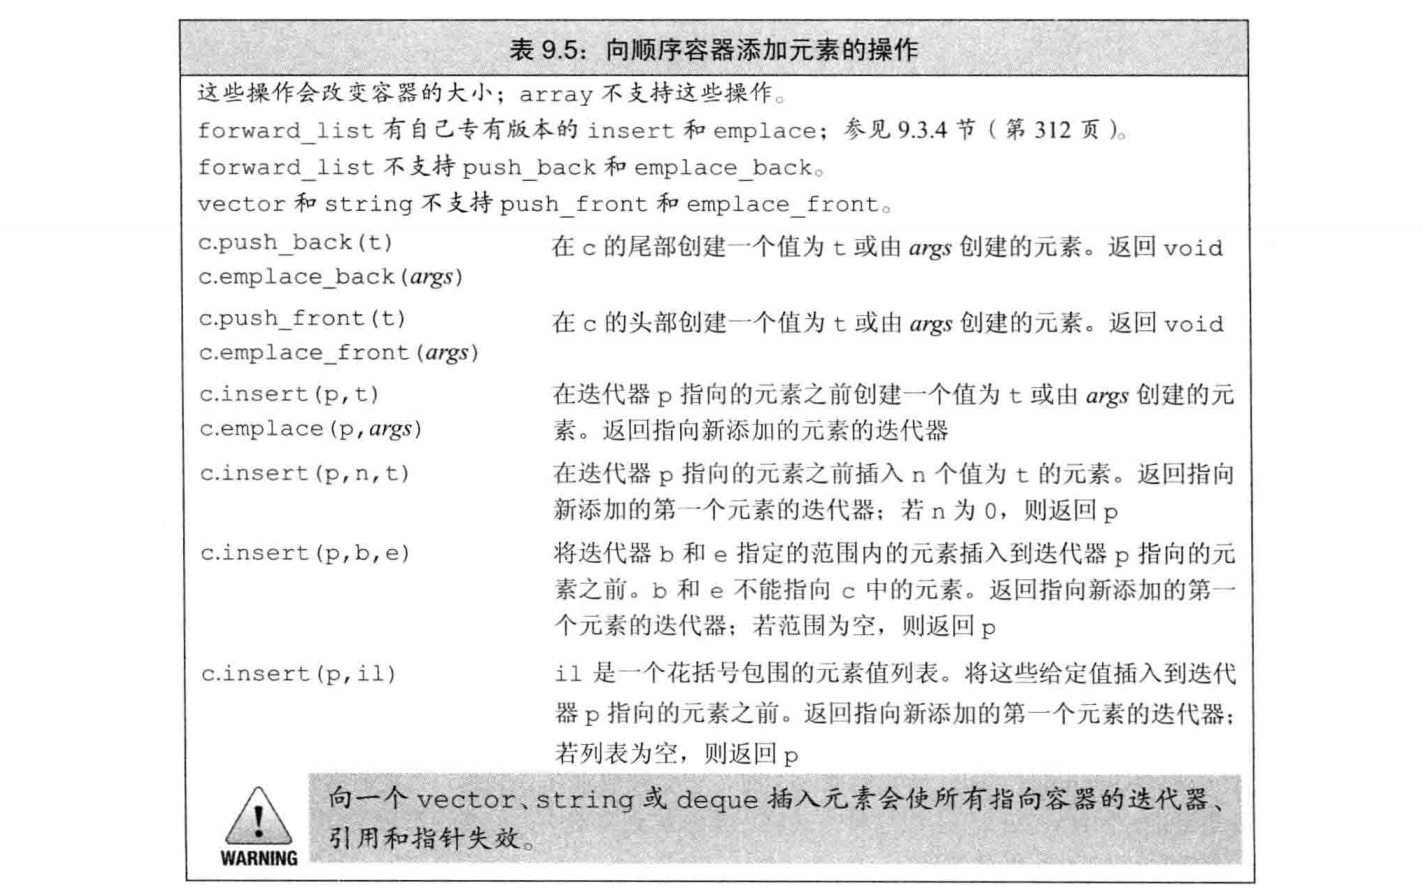 表 9.5：向顺序容器添加元素的操作
这些操作会改变容器的大小；array 不支持这些操作。
forward_list 有自己专有版本的 insert 和 emplace；参见 9.3.4 节（第 312 页）。
forward_list 不支持 push_back 和 emplace_back。
vector 和 string 不支持 push_front 和 emplace_front。
c.push_back(t)
c.emplace_back(args)
在 c 的尾部创建一个值为 t 或由 args 创建的元素。返回 void
c.push_front(t)
c.emplace_front(args)
在 c 的头部创建一个值为 t 或由 args 创建的元素。返回 void
c.insert(p,t)
c.emplace(p,args)
在迭代器 p 指向的元素之前创建一个值为 t 或由 args 创建的元
素。返回指向新添加的元素的迭代器
c.insert(p,n,t)
在迭代器 p 指向的元素之前插入 n 个值为 t 的元素。返回指向
新添加的第一个元素的迭代器；若 n 为 0，则返回 p
c.insert(p,b,e)
将迭代器 b 和 e 指定的范围内的元素插入到迭代器 p 指向的元
素之前。b 和 e 不能指向 c 中的元素。返回指向新添加的第一
个元素的迭代器；若范围为空，则返回 p
c.insert(p,il)
il 是一个花括号包围的元素值列表。将这些给定值插入到迭代
器 p 指向的元素之前。返回指向新添加的第一个元素的迭代器；
若列表为空，则返回 p
WARNING
向一个 vector、string 或 deque 插入元素会使所有指向容器的迭代器、
引用和指针失效。